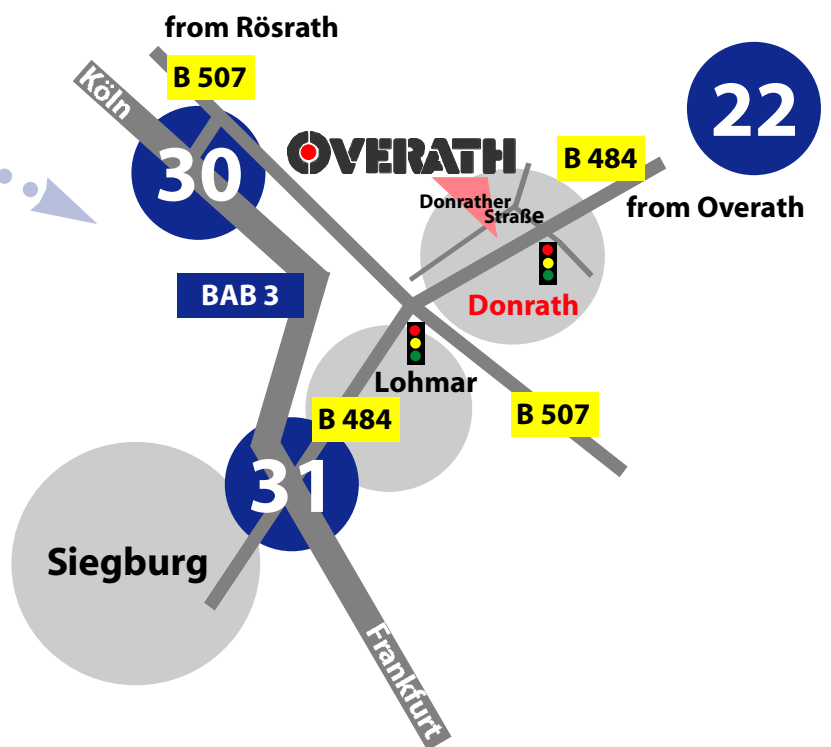 from Rösrath
B 507
Köln
22
30
OVERATH
B 484
Donrather
Straße
from Overath
BAB 3
Donrath
Lohmar
B 484
B 507
31
Siegburg
Frankfurt